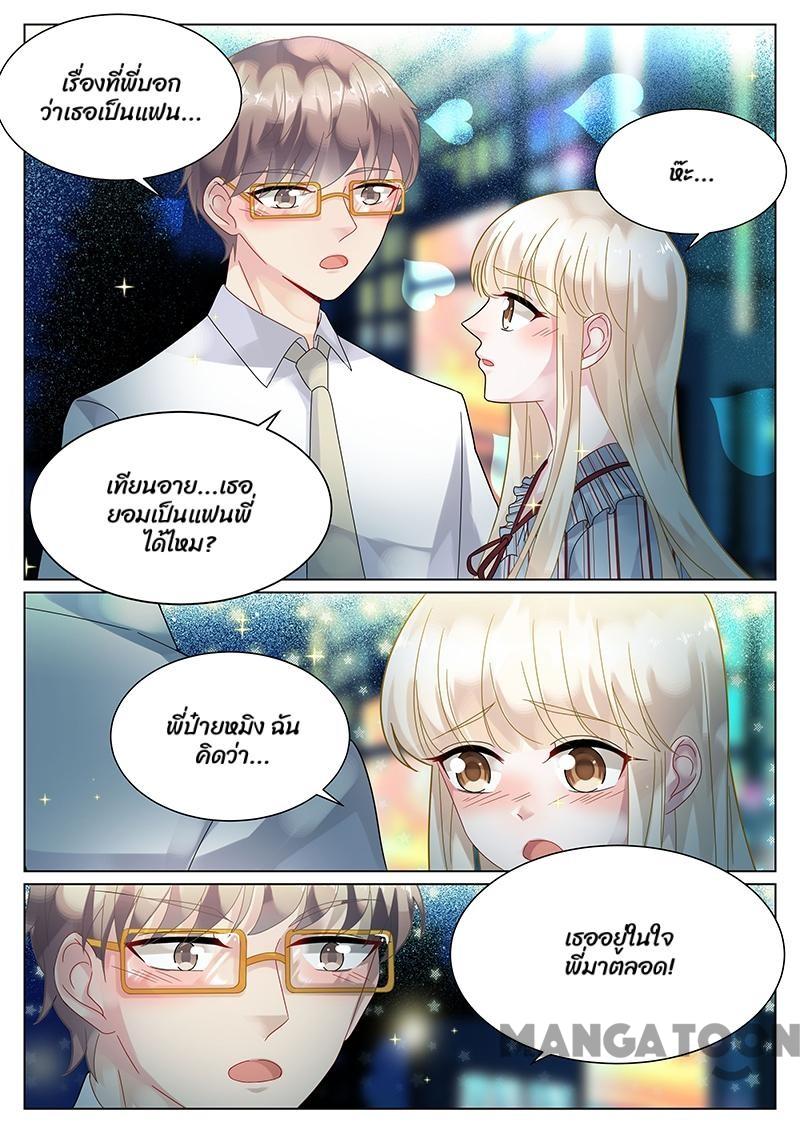 เรื่องที่พี่บอก
ว่าเธอเป็นแฟน...
ห๊ะ...
เทียนอาย...เธอ
ยอมเป็นแฟนพี่
ได้ไหม?
พี่ป๋ายหมิง ฉัน
คิดว่า...
เธออยู่ในใจ
พี่มาตลอด!
MANGATOON